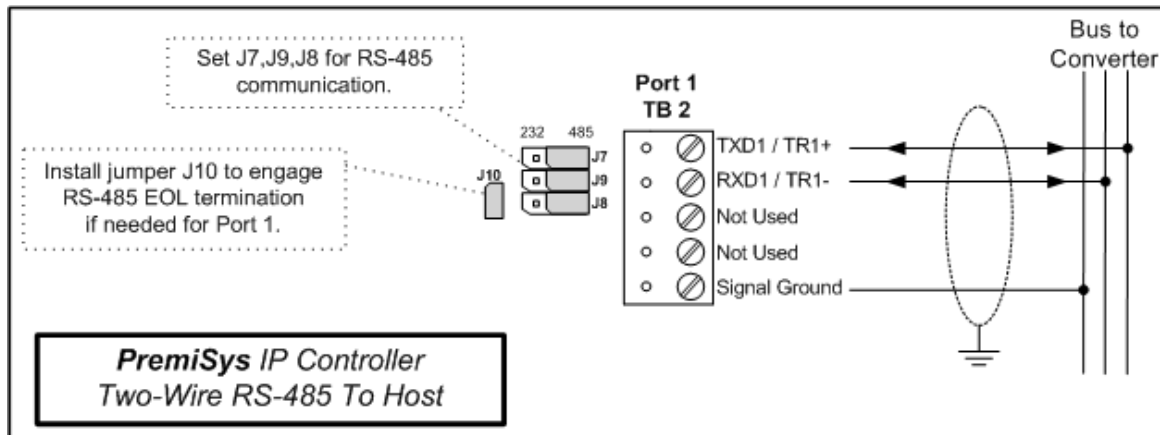 Bus to
Converter
Set J7,J9,J8 for RS-485
communication.
Port 1
TB 2
232 485
J7
J9
J8
J10
Install jumper J10 to engage
RS-485 EOL termination
if needed for Port 1.
TXD1 / TR1+
RXD1 / TR1-
Not Used
Not Used
Signal Ground
PremiSys IP Controller
Two-Wire RS-485 To Host